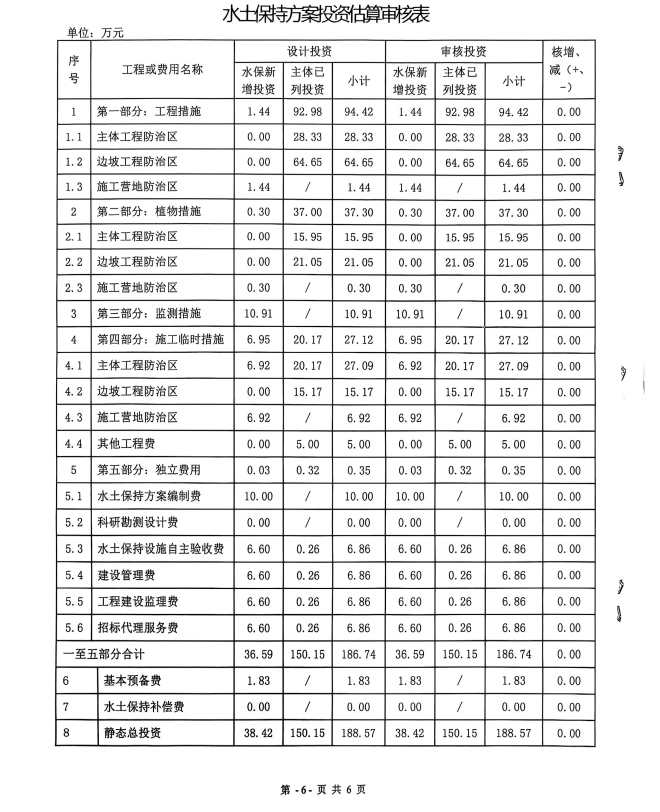 水土保持方案投资估算审核表
单位：万元
序号 工程或费用名称 设计投资 审核投资 核增、减（+、-）
水保新增投资 主体已列投资 小计 水保新增投资 主体已列投资 小计
1 第一部分：工程措施 1.44 92.98 94.42 1.44 92.98 94.42 0.00
1.1 主体工程防治区 0.00 28.33 28.33 0.00 28.33 28.33 0.00
1.2 边坡工程防治区 0.00 64.65 64.65 0.00 64.65 64.65 0.00
1.3 施工营地防治区 1.44 / 1.44 1.44 / 1.44 0.00
2 第二部分：植物措施 0.30 37.00 37.30 0.30 37.00 37.30 0.00
2.1 主体工程防治区 0.00 15.95 15.95 0.00 15.95 15.95 0.00
2.2 边坡工程防治区 0.00 21.05 21.05 0.00 21.05 21.05 0.00
2.3 施工营地防治区 0.30 / 0.30 0.30 / 0.30 0.00
3 第三部分：监测措施 10.91 / 10.91 10.91 / 10.91 0.00
4 第四部分：施工临时措施 6.95 20.17 27.12 6.95 20.17 27.12 0.00
4.1 主体工程防治区 6.92 20.17 27.09 6.92 20.17 27.09 0.00
4.2 边坡工程防治区 0.00 15.17 15.17 0.00 15.17 15.17 0.00
4.3 施工营地防治区 6.92 / 6.92 6.92 / 6.92 0.00
4.4 其他工程费 0.00 5.00 5.00 0.00 5.00 5.00 0.00
5 第五部分：独立费用 0.03 0.32 0.35 0.03 0.32 0.35 0.00
5.1 水土保持方案编制费 10.00 / 10.00 10.00 / 10.00 0.00
5.2 科研勘测设计费 0.00 / 0.00 0.00 / 0.00 0.00
5.3 水土保持设施自主验收费 6.60 0.26 6.86 6.60 0.26 6.86 0.00
5.4 建设管理费 6.60 0.26 6.86 6.60 0.26 6.86 0.00
5.5 工程建设监理费 6.60 0.26 6.86 6.60 0.26 6.86 0.00
5.6 招标代理服务费 6.60 0.26 6.86 6.60 0.26 6.86 0.00
一至五部分合计 36.59 150.15 186.74 36.59 150.15 186.74 0.00
6 基本预备费 1.83 / 1.83 1.83 / 1.83 0.00
7 水土保持补偿费 0.00 / 0.00 0.00 / 0.00 0.00
8 静态总投资 38.42 150.15 188.57 38.42 150.15 188.57 0.00
第 -6- 页 共 6 页